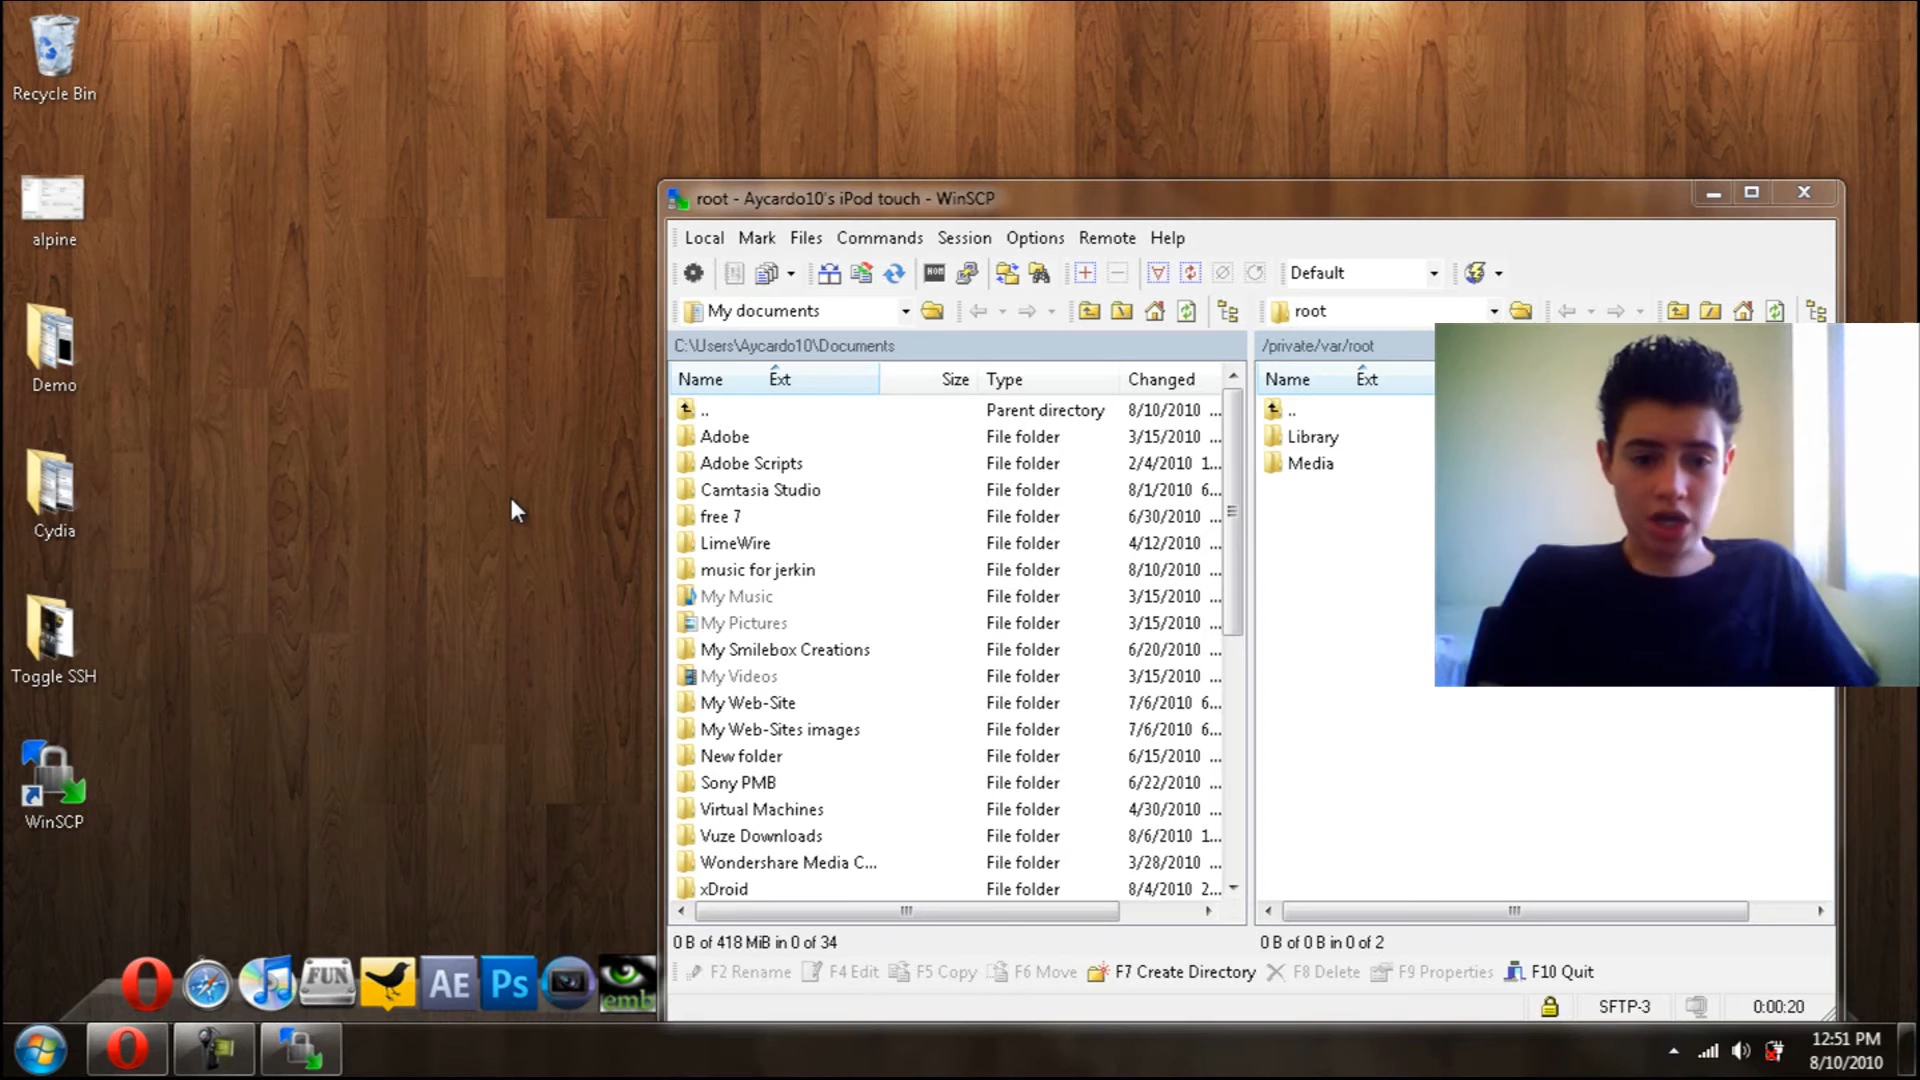 Recycle Bin
alpine
Demo
Cydia
Toggle SSH
WinSCP
root - Aycardo10's iPod touch - WinSCP
Local Mark Files Commands Session Options Remote Help
Default
My documents
root
C:\Users\Aycardo10\Documents
/private/var/root
Name Ext Size Type Changed
Name Ext
.. Parent directory 8/10/2010 ...
Adobe File folder 3/15/2010 ...
Adobe Scripts File folder 2/4/2010 1...
Camtasia Studio File folder 8/1/2010 6...
free 7 File folder 6/30/2010 ...
LimeWire File folder 4/12/2010 ...
music for jerkin File folder 8/10/2010 ...
My Music File folder 3/15/2010 ...
My Pictures File folder 3/15/2010 ...
My Smilebox Creations File folder 6/20/2010 ...
My Videos File folder 3/15/2010 ...
My Web-Site File folder 7/6/2010 6...
My Web-Sites images File folder 7/6/2010 6...
New folder File folder 6/15/2010 ...
Sony PMB File folder 6/22/2010 ...
Virtual Machines File folder 4/30/2010 ...
Vuze Downloads File folder 8/6/2010 1...
Wondershare Media C... File folder 3/28/2010 ...
xDroid File folder 8/4/2010 2...
..
Library
Media
0 B of 418 MiB in 0 of 34
0 B of 0 B in 0 of 2
F2 Rename F4 Edit F5 Copy F6 Move F7 Create Directory F8 Delete F9 Properties F10 Quit
SFTP-3 0:00:20
FUN
AE
Ps
emb
12:51 PM
8/10/2010